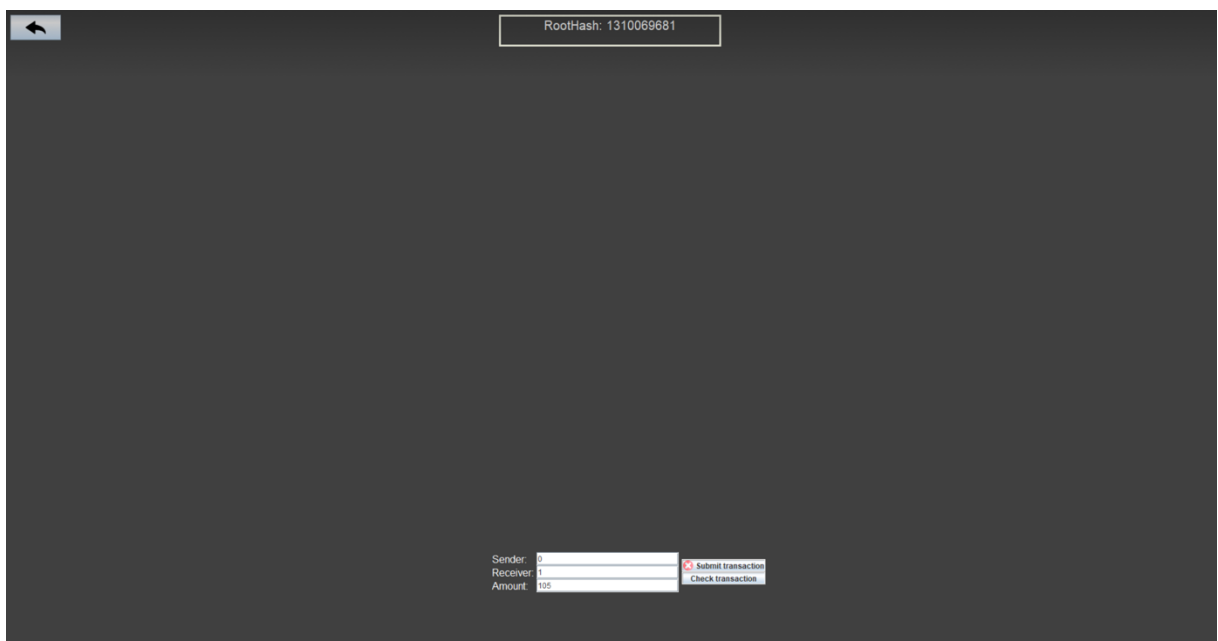 RootHash: 1310069681
Sender: 0
Receiver: 1
Amount: 105
Submit transaction
Check transaction